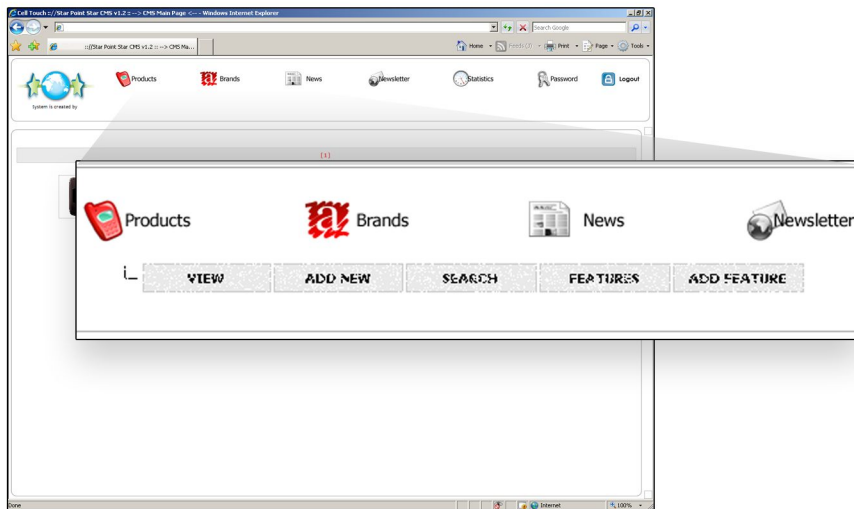 Cell Touch :://Star Point Star CMS v1.2 :: --> CMS Main Page <-- - Windows Internet Explorer
Search Google
::://Star Point Star CMS v1.2 :: --> CMS Ma...
Home Feeds (J) Print Page Tools
Products Brands News Newsletter Statistics Password Logout
System is created by
[1]
Products Brands News Newsletter
VIEW ADD NEW SEARCH FEATURES ADD FEATURE
Done Internet 100%